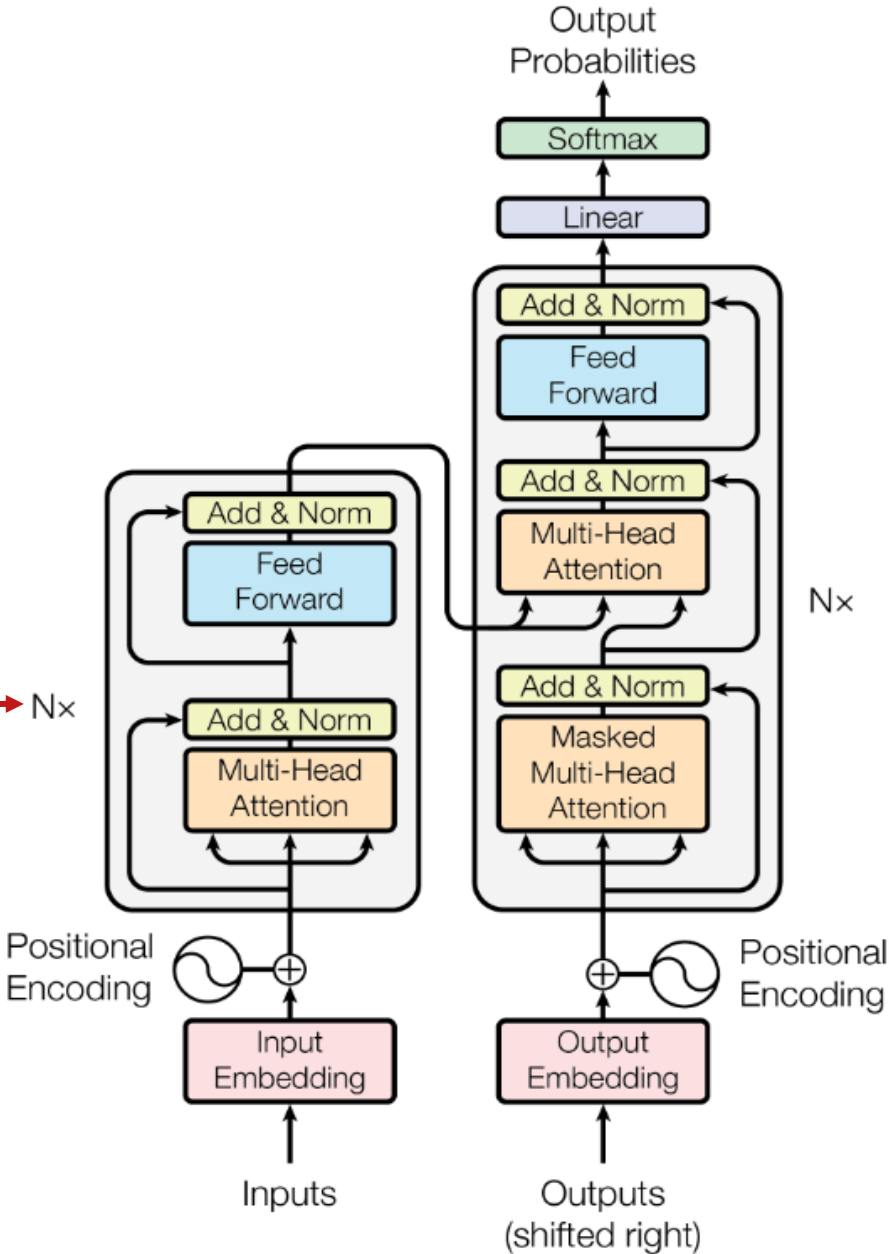 Output
Probabilities
Softmax
Linear
Add & Norm
Feed
Forward
Add & Norm
Multi-Head
Attention
Add & Norm
Masked
Multi-Head
Attention
N×
Add & Norm
Feed
Forward
N×
Add & Norm
Multi-Head
Attention
Positional
Encoding
Positional
Encoding
Input
Embedding
Output
Embedding
Inputs
Outputs
(shifted right)